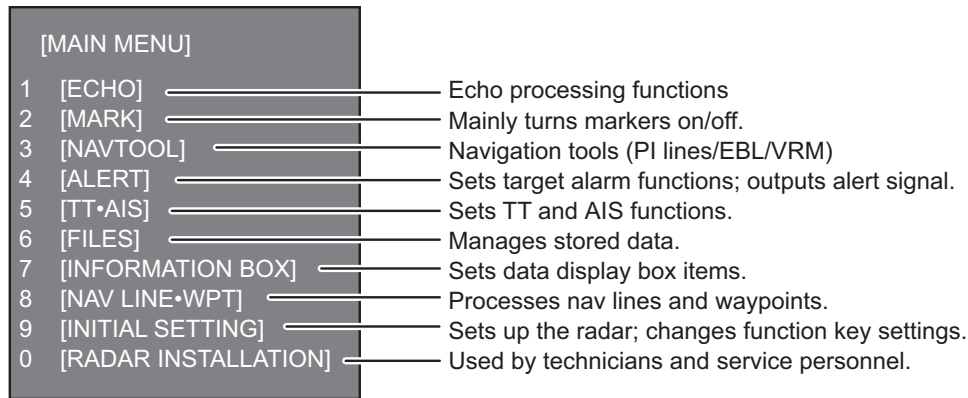 [MAIN MENU]
1 [ECHO] Echo processing functions
2 [MARK] Mainly turns markers on/off.
3 [NAVTOOL] Navigation tools (PI lines/EBL/VRM)
4 [ALERT] Sets target alarm functions; outputs alert signal.
5 [TT•AIS] Sets TT and AIS functions.
6 [FILES] Manages stored data.
7 [INFORMATION BOX] Sets data display box items.
8 [NAV LINE•WPT] Processes nav lines and waypoints.
9 [INITIAL SETTING] Sets up the radar; changes function key settings.
0 [RADAR INSTALLATION] Used by technicians and service personnel.